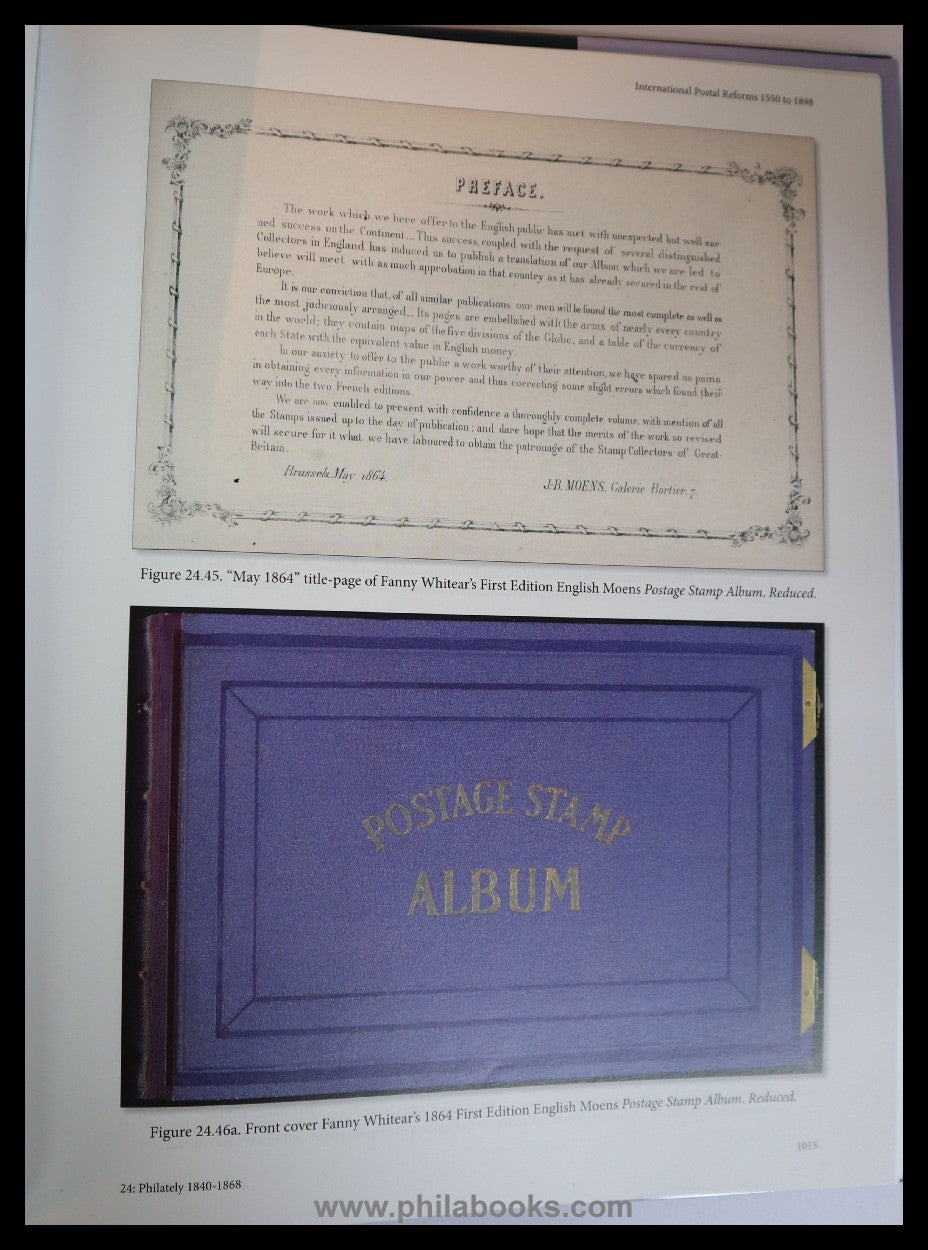 International Postal Reforms 1550 to 1898
3
PREFACE.
The work which we here offer to the English public has met with unexpected but well ear-
ned success on the Continent... This success, coupled with the request of several distinguished
Collectors in England has induced us to publish a translation of our Album which we are led to
believe will meet with as much approbation in that country as it has already secured in the rest of
Europe.
It is our conviction that, of all similar publications our own will be found the most complete as well as
the most judiciously arranged... Its pages are embellished with the arms of nearly every country
in the world; they contain maps of the five divisions of the Globe, and a table of the currency of
each State with the equivalent value in English money.
In our anxiety to offer to the public a work worthy of their attention, we have spared no pains
in obtaining every information in our power and thus correcting some slight errors which found their
way into the two French editions.
We are now enabled to present with confidence a thoroughly complete volume, with mention of all
the Stamps issued up to the day of publication; and dare hope that the merits of the work so revised
will secure for it what we have laboured to obtain the patronage of the Stamp Collectors of Great-
Britain.
Brussels, May 1864.
J-B. MOENS, Galerie Bortier, 7.
Figure 24.45. “May 1864” title-page of Fanny Whitear's First Edition English Moens Postage Stamp Album. Reduced.
POSTAGE STAMP
ALBUM
Figure 24.46a. Front cover Fanny Whitear's 1864 First Edition English Moens Postage Stamp Album. Reduced.
1015
24: Philately 1840-1868
www.philabooks.com